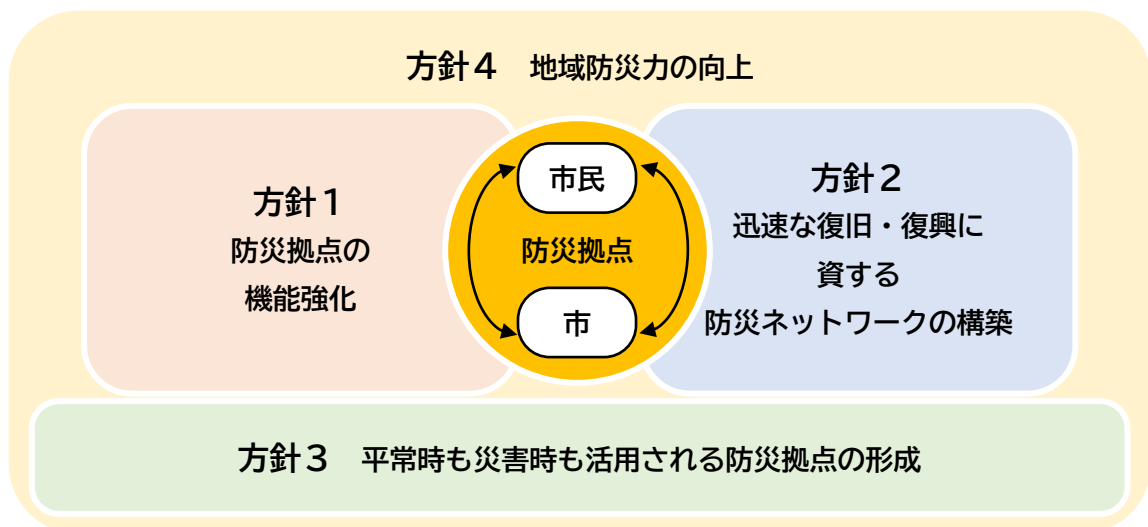 方針４　地域防災力の向上
方針１
防災拠点の
機能強化
市民
防災拠点
市
方針２
迅速な復旧・復興に
資する
防災ネットワークの構築
方針３　平常時も災害時も活用される防災拠点の形成